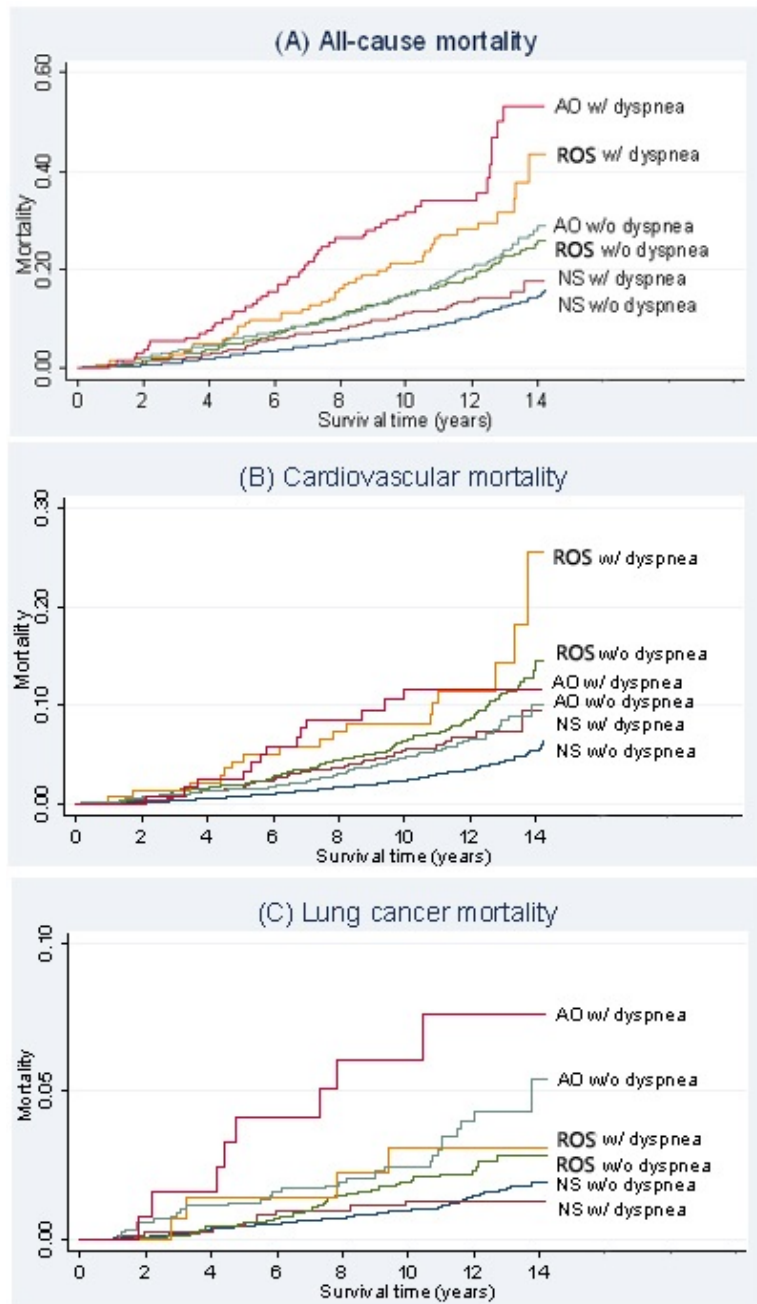 (A) All-cause mortality
0.60
0.40
0.20
0.00
Mortality
AO w/ dyspnea
ROS w/ dyspnea
AO w/o dyspnea
ROS w/o dyspnea
NS w/ dyspnea
NS w/o dyspnea
0 2 4 6 8 10 12 14
Survival time (years)
(B) Cardiovascular mortality
0.30
0.20
0.10
0.00
Mortality
ROS w/ dyspnea
ROS w/o dyspnea
AO w/ dyspnea
AO w/o dyspnea
NS w/ dyspnea
NS w/o dyspnea
0 2 4 6 8 10 12 14
Survival time (years)
(C) Lung cancer mortality
0.10
0.05
0.00
Mortality
AO w/ dyspnea
AO w/o dyspnea
ROS w/ dyspnea
ROS w/o dyspnea
NS w/o dyspnea
NS w/ dyspnea
0 2 4 6 8 10 12 14
Survival time (years)